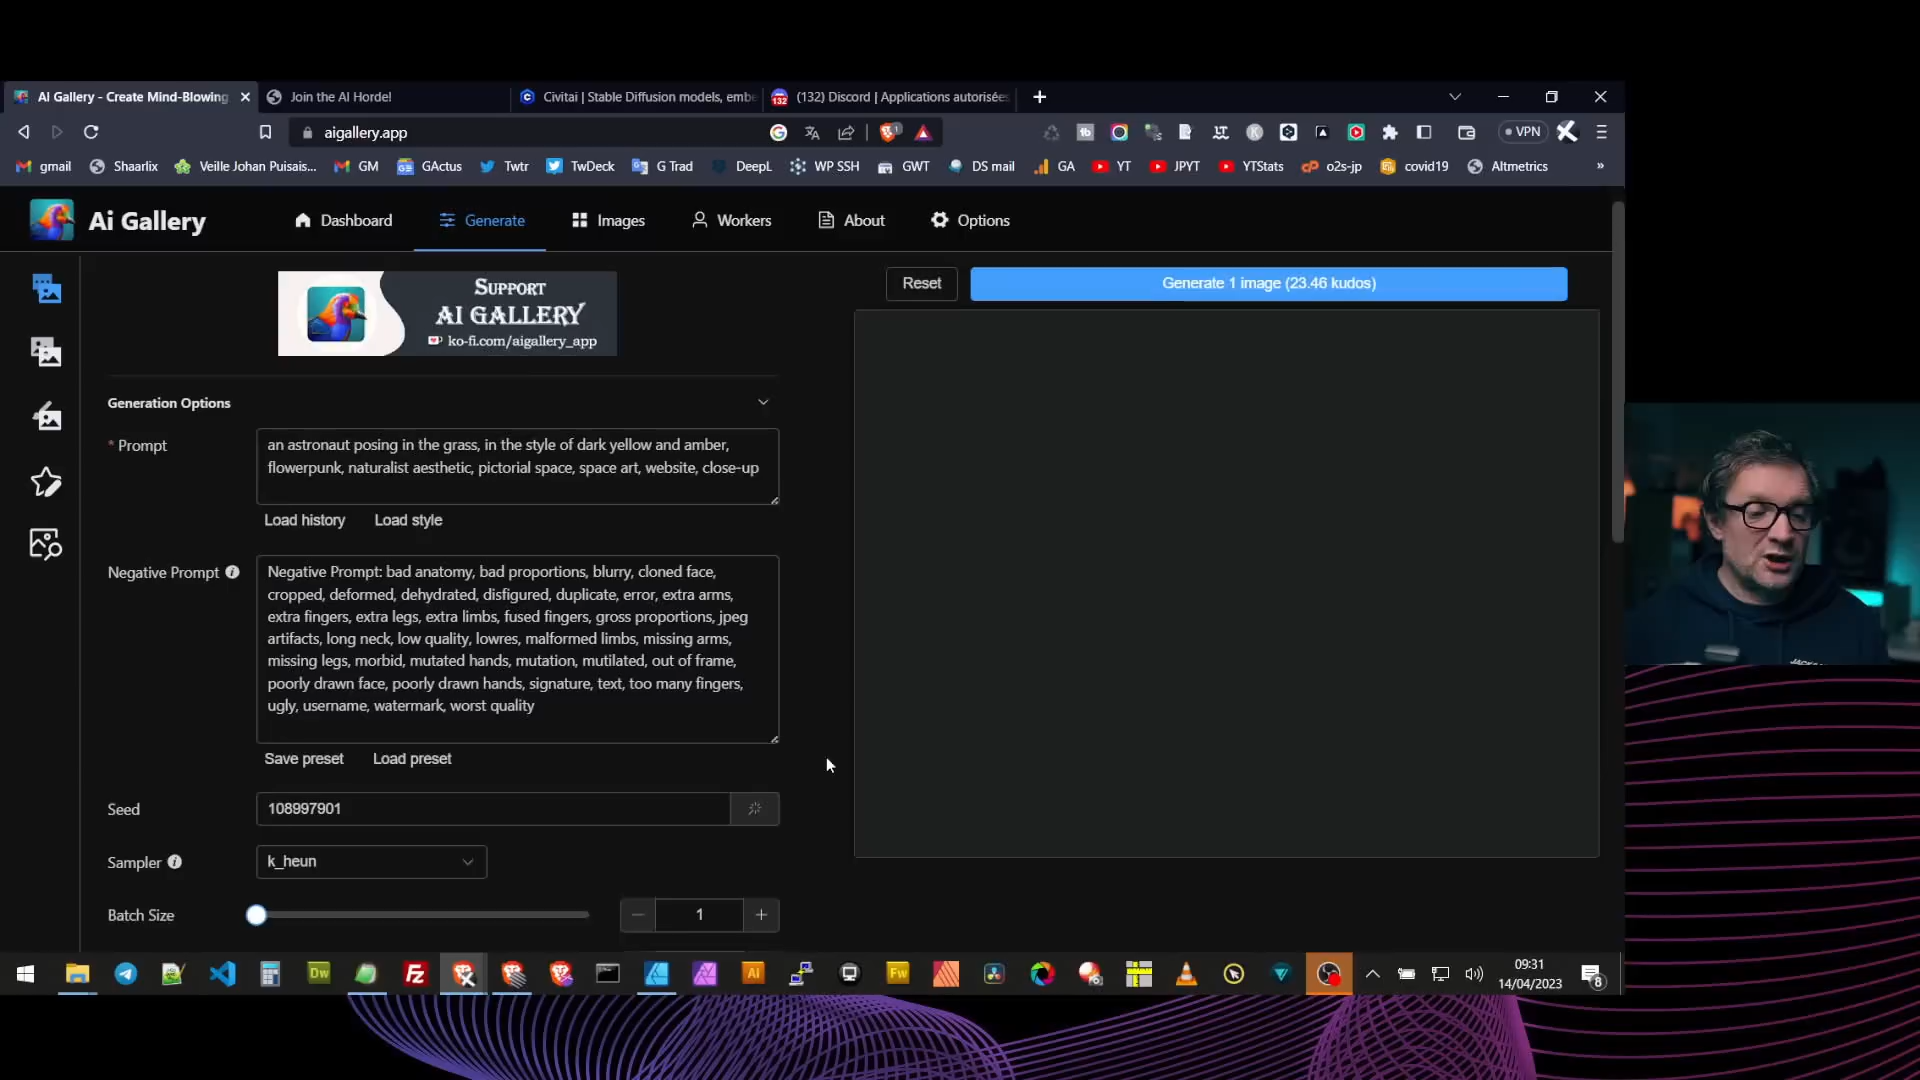 AI Gallery - Create Mind-Blowing
Join the AI Horde!
Civitai | Stable Diffusion models, embe
132
(132) Discord | Applications autorisées
aigallery.app
1
VPN
gmail
Shaarlix
Veille Johan Puisais...
GM
GActus
Twtr
TwDeck
G Trad
DeepL
WP SSH
GWT
DS mail
GA
YT
JPYT
YTStats
o2s-jp
covid19
Altmetrics
»
Ai Gallery
Dashboard
Generate
Images
Workers
About
Options
SUPPORT
AI GALLERY
ko-fi.com/aigallery_app
Reset
Generate 1 image (23.46 kudos)
Generation Options
* Prompt
an astronaut posing in the grass, in the style of dark yellow and amber,
flowerpunk, naturalist aesthetic, pictorial space, space art, website, close-up
Load history
Load style
Negative Prompt
Negative Prompt: bad anatomy, bad proportions, blurry, cloned face,
cropped, deformed, dehydrated, disfigured, duplicate, error, extra arms,
extra fingers, extra legs, extra limbs, fused fingers, gross proportions, jpeg
artifacts, long neck, low quality, lowres, malformed limbs, missing arms,
missing legs, morbid, mutated hands, mutation, mutilated, out of frame,
poorly drawn face, poorly drawn hands, signature, text, too many fingers,
ugly, username, watermark, worst quality
Save preset
Load preset
Seed
108997901
Sampler
k_heun
Batch Size
1
Dw
Fz
Ai
Fw
09:31
14/04/2023
8